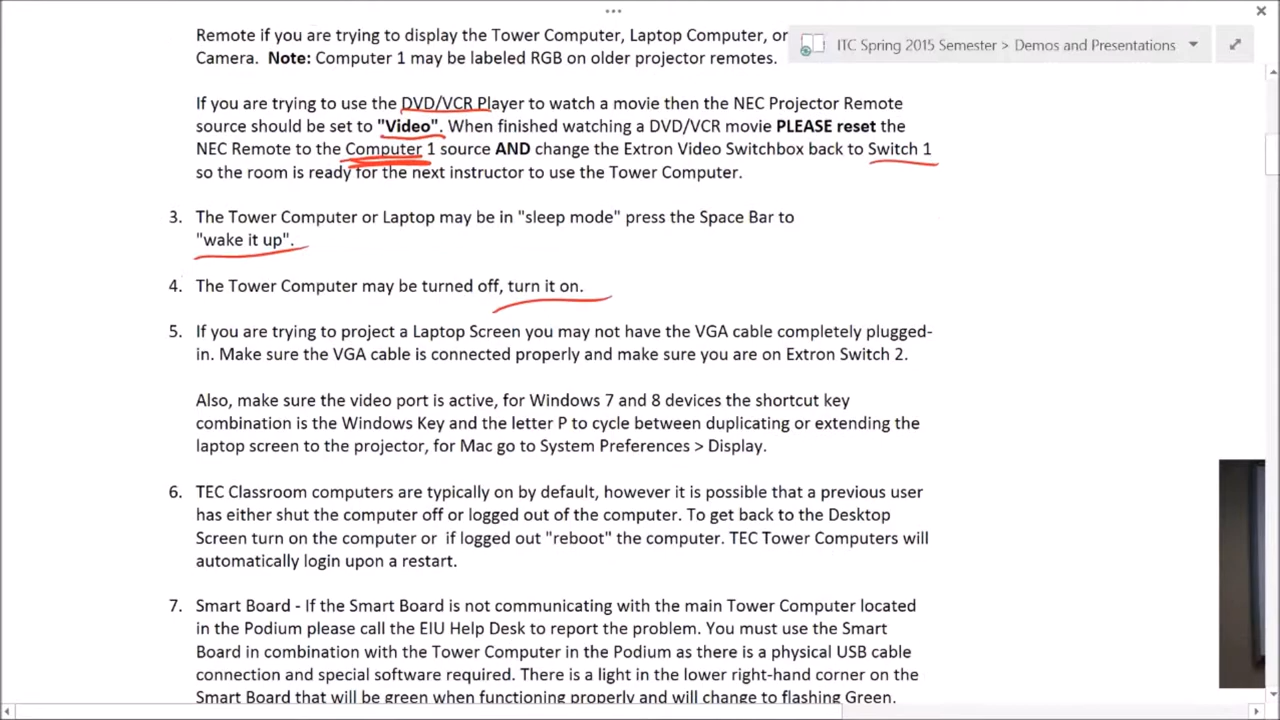 Remote if you are trying to display the Tower Computer, Laptop Computer, or
ITC Spring 2015 Semester > Demos and Presentations
Camera. Note: Computer 1 may be labeled RGB on older projector remotes.
If you are trying to use the DVD/VCR Player to watch a movie then the NEC Projector Remote
source should be set to "Video". When finished watching a DVD/VCR movie PLEASE reset the
NEC Remote to the Computer 1 source AND change the Extron Video Switchbox back to Switch 1
so the room is ready for the next instructor to use the Tower Computer.
3. The Tower Computer or Laptop may be in "sleep mode" press the Space Bar to
"wake it up".
4. The Tower Computer may be turned off, turn it on.
5. If you are trying to project a Laptop Screen you may not have the VGA cable completely plugged-
in. Make sure the VGA cable is connected properly and make sure you are on Extron Switch 2.
Also, make sure the video port is active, for Windows 7 and 8 devices the shortcut key
combination is the Windows Key and the letter P to cycle between duplicating or extending the
laptop screen to the projector, for Mac go to System Preferences > Display.
6. TEC Classroom computers are typically on by default, however it is possible that a previous user
has either shut the computer off or logged out of the computer. To get back to the Desktop
Screen turn on the computer or if logged out "reboot" the computer. TEC Tower Computers will
automatically login upon a restart.
7. Smart Board - If the Smart Board is not communicating with the main Tower Computer located
in the Podium please call the EIU Help Desk to report the problem. You must use the Smart
Board in combination with the Tower Computer in the Podium as there is a physical USB cable
connection and special software required. There is a light in the lower right-hand corner on the
Smart Board that will be green when functioning properly and will change to flashing Green.